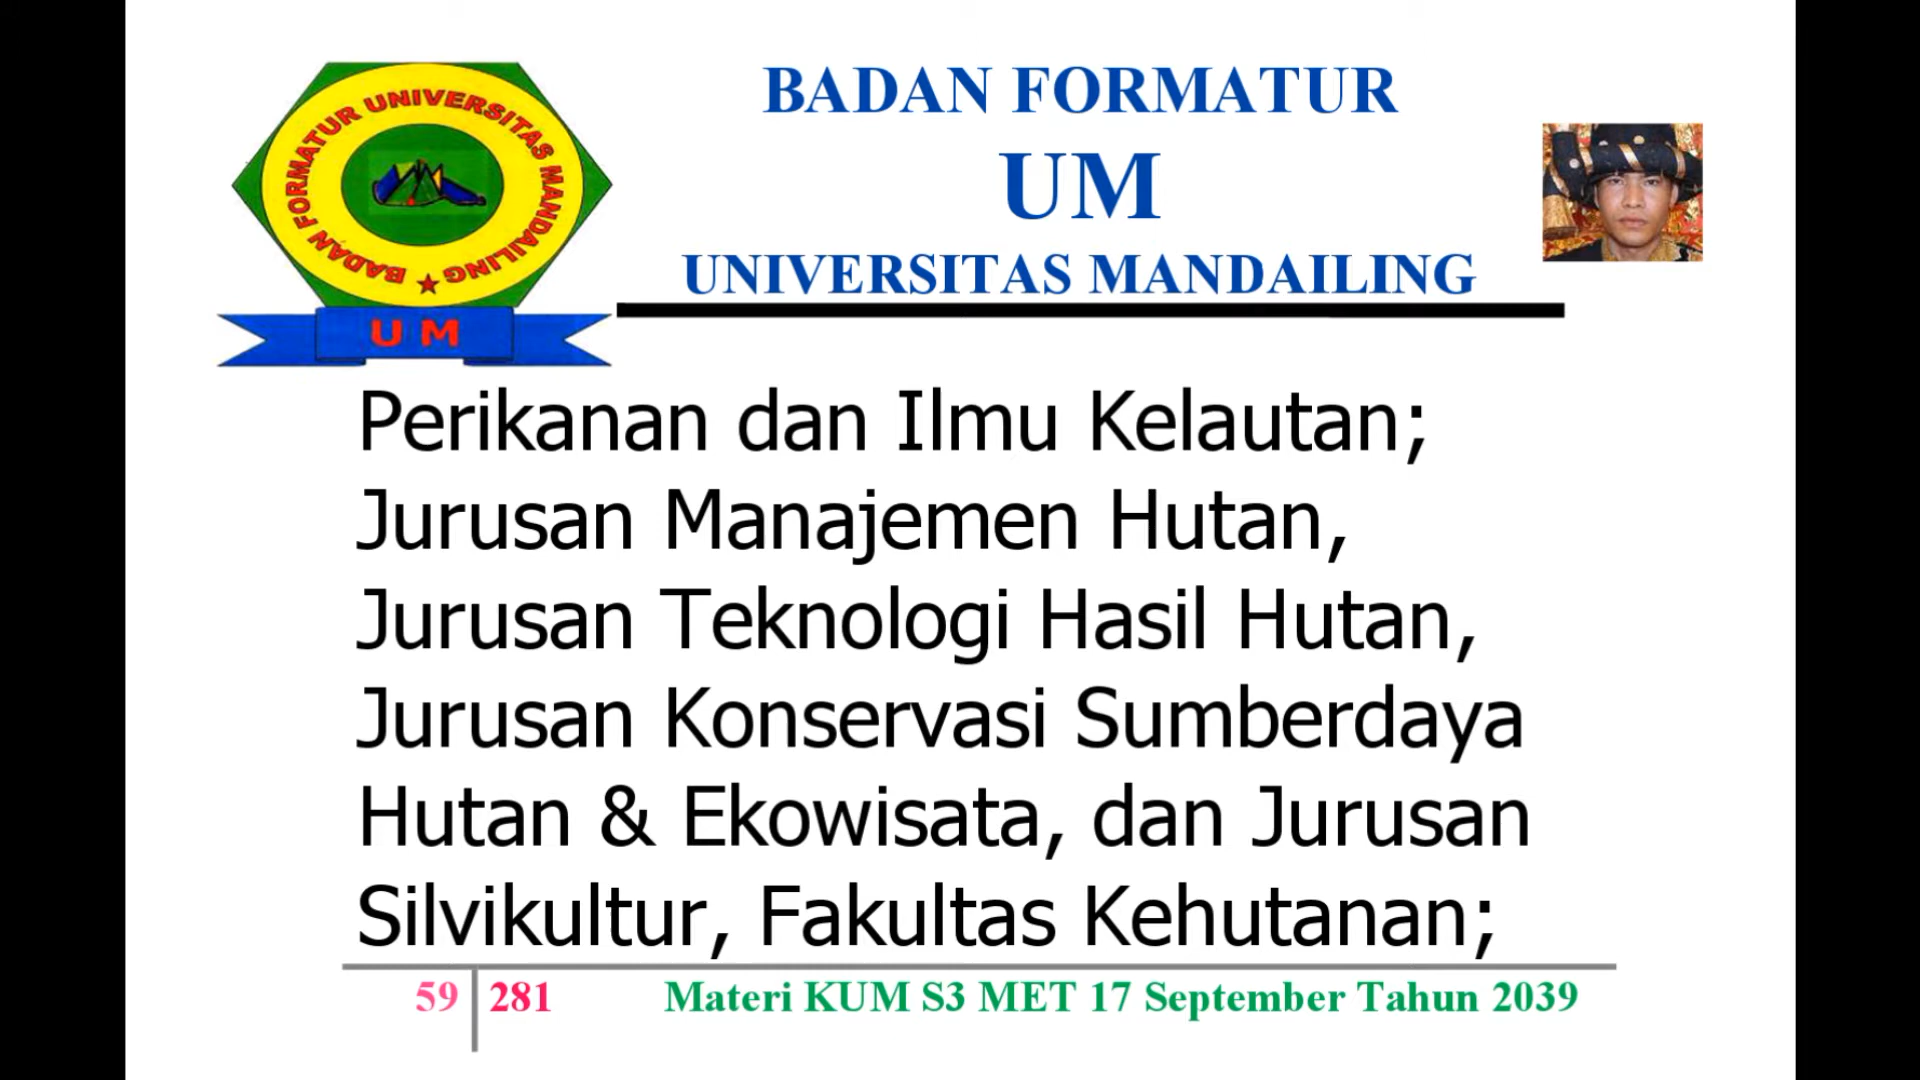 BADAN FORMATUR UNIVERSITAS MANDAILING
U M
BADAN FORMATUR
UM
UNIVERSITAS MANDAILING
Perikanan dan Ilmu Kelautan;
Jurusan Manajemen Hutan,
Jurusan Teknologi Hasil Hutan,
Jurusan Konservasi Sumberdaya
Hutan & Ekowisata, dan Jurusan
Silvikultur, Fakultas Kehutanan;
59 281 Materi KUM S3 MET 17 September Tahun 2039